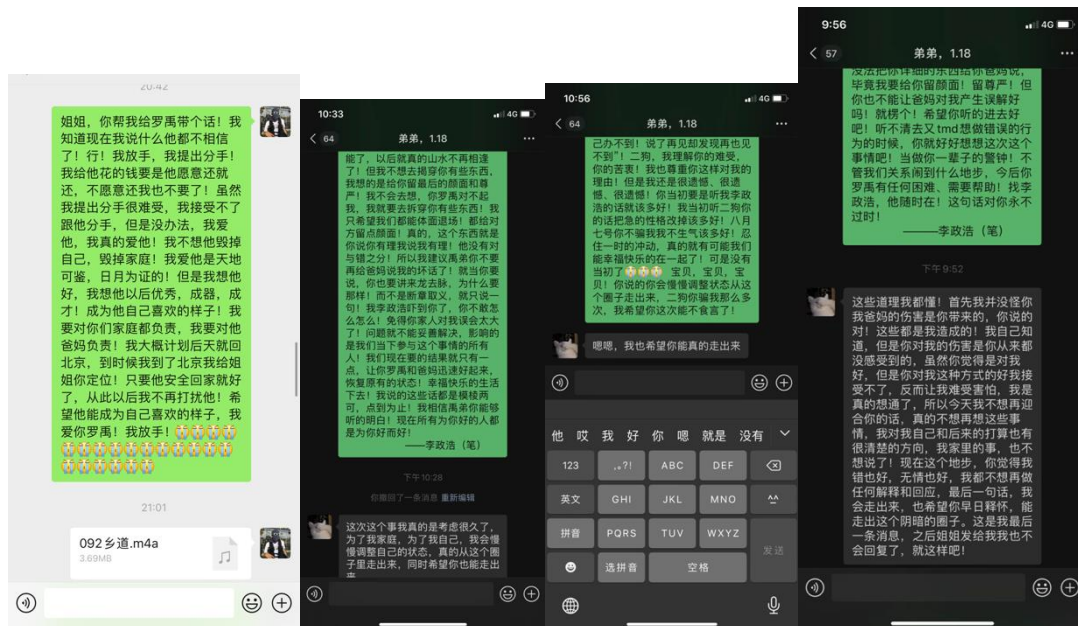 20:42
姐姐，你帮我给罗禹带个话！我
知道现在我说什么他都不相信
了！行！我放手，我提出分手！
我给他花的钱要是他愿意还就
还，不愿意还我也不要了！虽然
我提出分手很难受，我接受不了
跟他分手，但是没办法，我爱
他，我真的爱他！我不想他毁掉
自己，毁掉家庭！我爱他是天地
可鉴，日月为证的！但是我想他
好，我想他以后优秀，成器，成
才！成为他自己喜欢的样子！我
要对你们家庭都负责，我要对他
爸妈负责！我大概计划后天就回
北京，到时候我到了北京我给姐
姐你定位！只要他安全回家就好
了，从此以后我不再打扰他！希
望他能成为自己喜欢的样子，我
爱你罗禹！我放手！
21:01
092乡道.m4a
3.69MB
10:33
4G
64
弟弟，1.18
能了，以后就真的山水不再相逢
了！但我不想去揭穿你有些东西，
我想的是给你留最后的颜面和尊
严！我不会去想，你罗禹对不起
我，我就要去拆穿你有些东西！我
只希望我们都能体面退场！都给对
方留点颜面！真的，这个东西就是
你说你有理我说我有理！他没有对
与错之分！所以我建议禹弟你不要
再给爸妈说我的坏话了！就当你要
说，你也要讲来龙去脉，为什么要
那样！而不是断章取义，就只说一
句！我李政浩吓到你了，你不敢怎
么怎么！免得你家人对我误会大大
了！问题就不能妥善解决，影响的
是我们当下参与这个事情的所有
人！我们现在要的结果就只有一
点，让你罗禹和爸妈迅速好起来，
恢复原有的状态！幸福快乐的生活
下去！我说的这些话都是模棱两
可，点到为止！我相信禹弟你能够
听的明白！现在所有为你好的人都
是为你好而好！
——李政浩（笔）
下午10:28
你撤回了一条消息 重新编辑
这次这个事我真的是考虑很久了，
为了我家庭，为了我自己，我会慢
慢调整自己的状态，真的从这个圈
子里走出来，同时希望你也能走出
来
10:56
4G
64
弟弟，1.18
己办不到！说了再见却发现再也见
不到”！二狗，我理解你的难受，
你的苦衷！我也尊重你这样对我的
理由！但是我还是很遗憾、很遗
憾、很遗憾！你当初要是听我李政
浩的话就该多好！我当初听二狗你
的话把急的性格改掉该多好！八月
七号你不骗我我不生气该多好！忍
住一时的冲动，真的就有可能我们
能幸福快乐的在一起了！可是没有
当初了 宝贝，宝贝，宝
贝！你说的你会慢慢调整状态从这
个圈子走出来，二狗你骗我那么多
次，我希望你这次能不食言了！
嗯嗯，我也希望你能真的走出来
他 哎 我 好 你 嗯 就是 没有
123 ,。?! ABC DEF
英文 GHI JKL MNO ^^
拼音 PQRS TUV WXYZ
发送
选拼音 空格
9:56
4G
57
弟弟，1.18
没法把你详细的东西给你爸妈说，
毕竟我要给你留颜面！留尊严！但
你也不能让爸妈对我产生误解好
吗！就楞个！希望你听的进去好
吧！听不清去又tmd想做错误的行
为的时候，你就好好想想这次这个
事情吧！当做你一辈子的警钟！不
管我们关系闹到什么地步，今后你
罗禹有任何困难、需要帮助！找李
政浩，他随时在！这句话对你永不
过时！
——李政浩（笔）
下午9:52
这些道理我都懂！首先我并没怪你
我爸妈的伤害是你带来的，你说的
对！这些都是我造成的！我自己知
道，但是你对我的伤害是你从来都
没感受到的，虽然你觉得是对我
好，但是你对我这种方式的好我接
受不了，反而让我难受害怕，我是
真的想通了，所以今天我不想再迎
合你的话，真的不想再想这些事
情，我对我自己和后来的打算也有
很清楚的方向，我家里的事，也不
想说了！现在这个地步，你觉得我
错也好，无情也好，我都不想再做
任何解释和回应，最后一句话，我
会走出来，也希望你早日释怀，能
走出这个阴暗的圈子。这是我最后
一条消息，之后姐姐发给我我也不
会回复了，就这样吧！